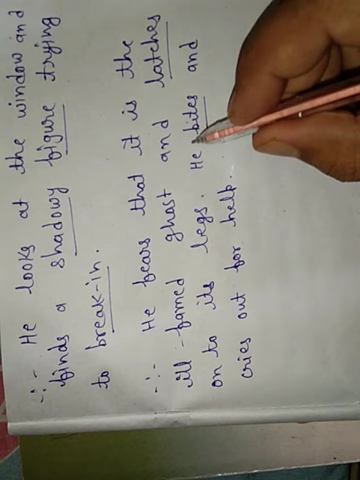 ∴- He looks at the window and
finds a shadowy figure trying
to break-in.
∴- He fears that it is the
ill-famed ghost and latches
on to its legs. He bites and
cries out for help.